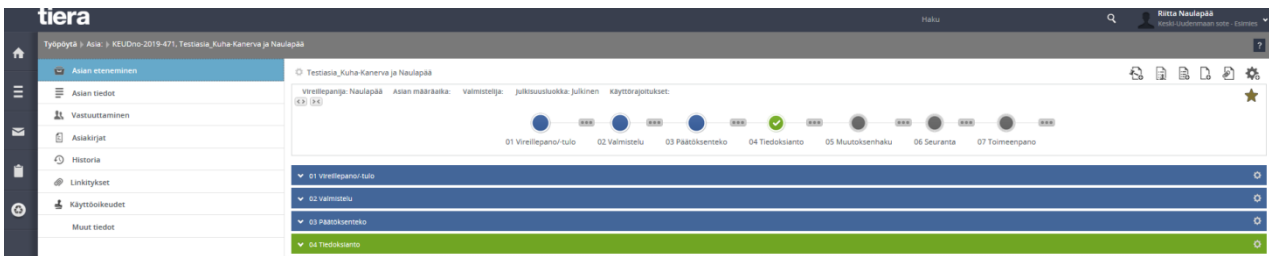 tiera
Haku
Riitta Naulapää
Keski-Uudenmaan sote - Esimies
Työpöytä > Asia: > KEUDno-2019-471, Testiasia_Kuha-Kanerva ja Naulapää
?
Asian eteneminen
Asian tiedot
Vastuuttaminen
Asiakirjat
Historia
Linkitykset
Käyttöoikeudet
Muut tiedot
Testiasia_Kuha-Kanerva ja Naulapää
Vireillepanija: Naulapää Asian määräaika: Valmistelija: Julkisuusluokka: Julkinen Käyttörajoitukset:
01 Vireillepano/-tulo 02 Valmistelu 03 Päätöksenteko 04 Tiedoksianto 05 Muutoksenhaku 06 Seuranta 07 Toimeenpano
01 Vireillepano/-tulo
02 Valmistelu
03 Päätöksenteko
04 Tiedoksianto